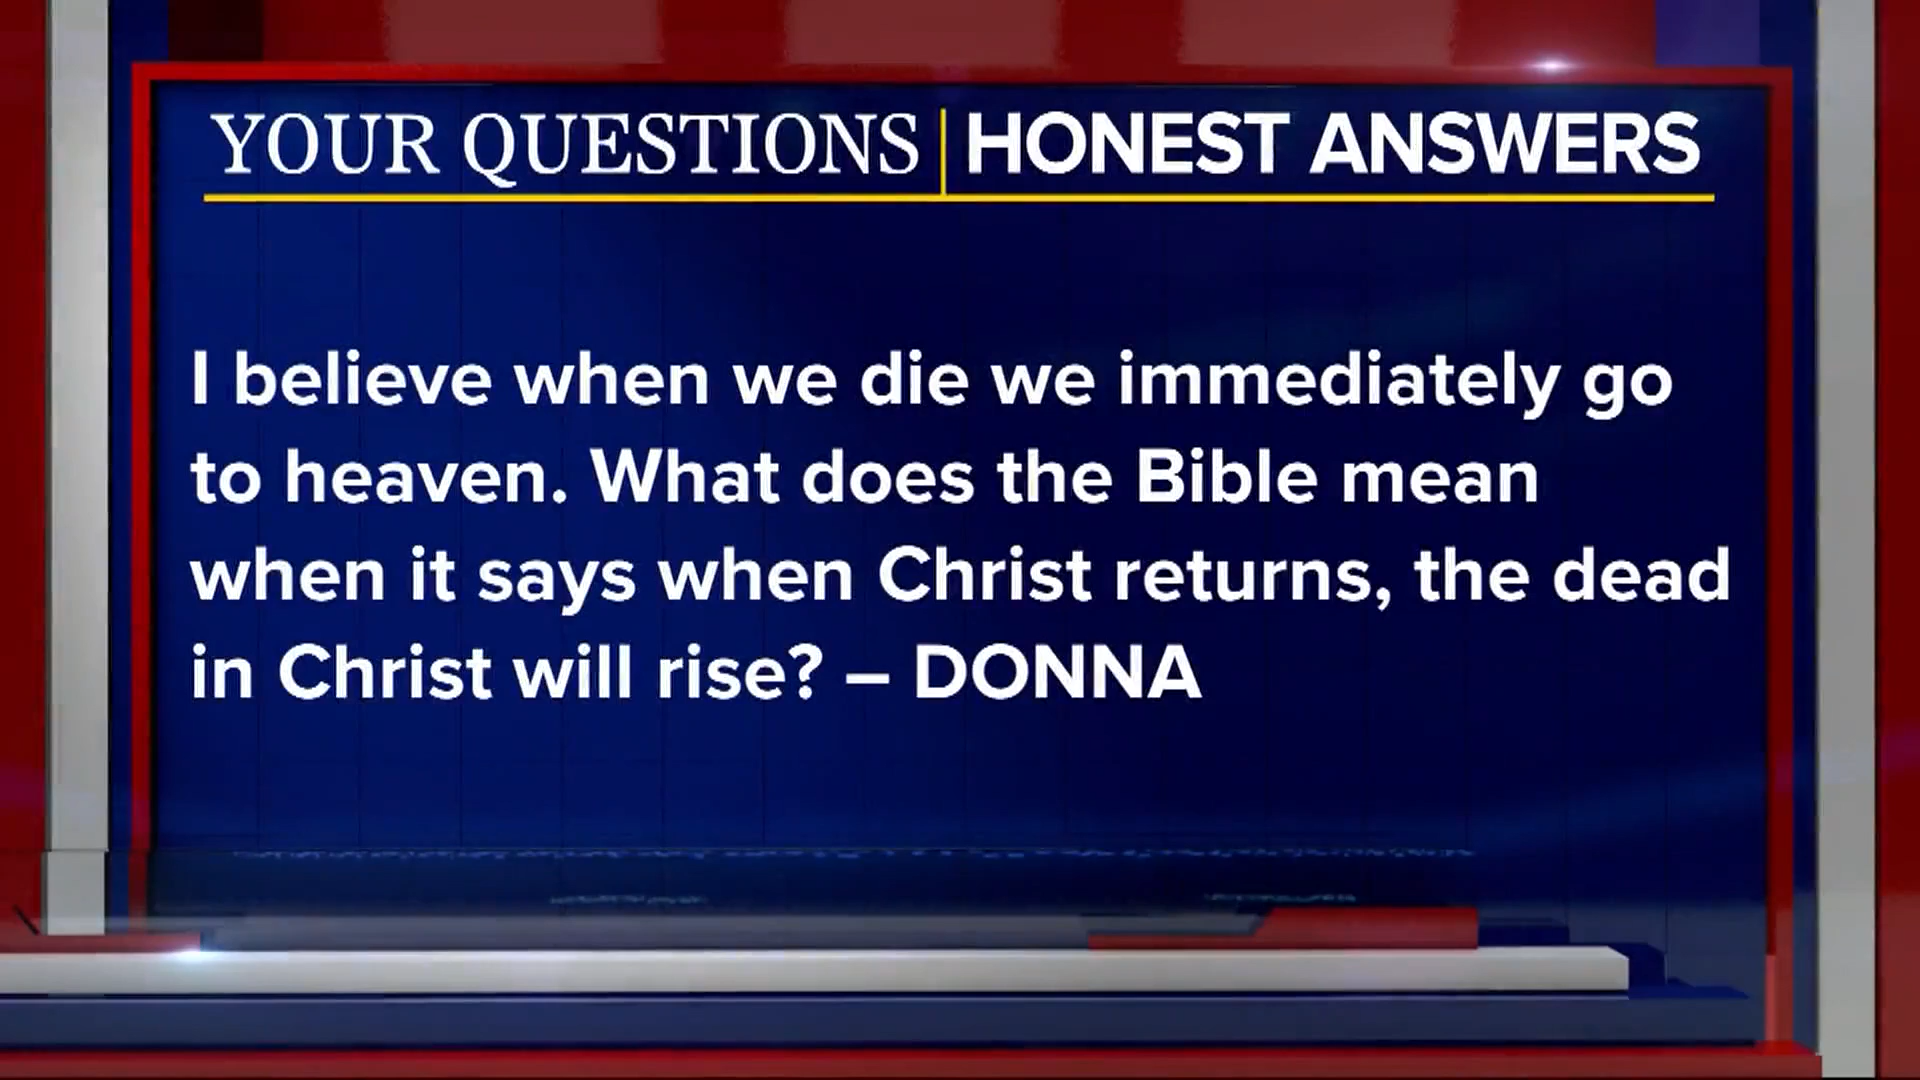 YOUR QUESTIONS | HONEST ANSWERS
I believe when we die we immediately go
to heaven. What does the Bible mean
when it says when Christ returns, the dead
in Christ will rise? – DONNA